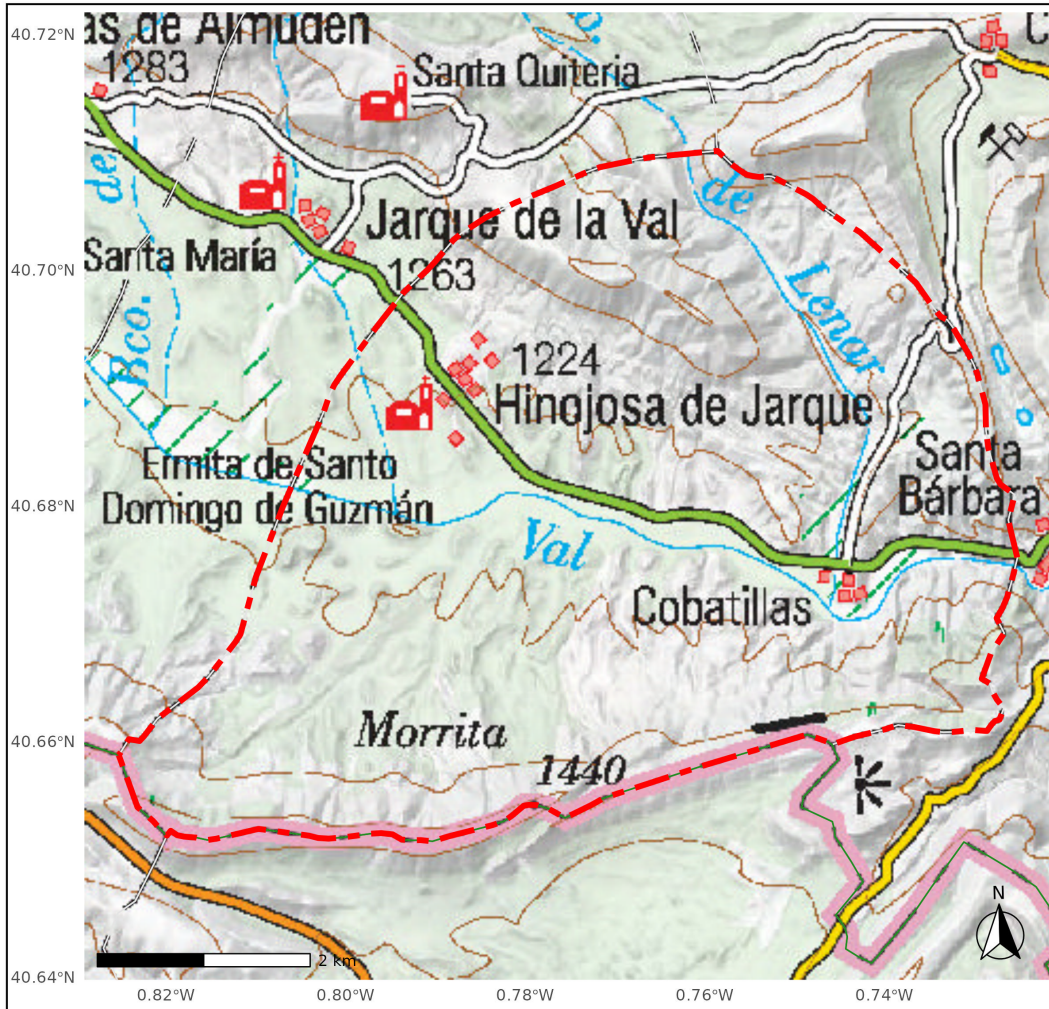 40.72°N
as de Almuden
co.
C
1283
Santa Quiteria
de
de
Jarque de la Val
Santa María
40.70°N
1263
Bco.
Lenar
1224
Hinojosa de Jarque
Santa
Bárbara
Ermita de Santo
Domingo de Guzmán
40.68°N
Val
Cobatillas
40.66°N
Morrita
1440
N
40.64°N
2 km
0.82°W
0.80°W
0.78°W
0.76°W
0.74°W